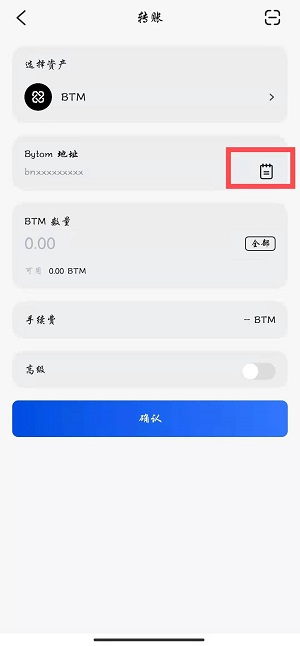 转账
选择资产
BTM
Bytom 地址
bnxxxxxxxxx
BTM 数量
0.00
全部
可用 0.00 BTM
手续费
- BTM
高级
确认